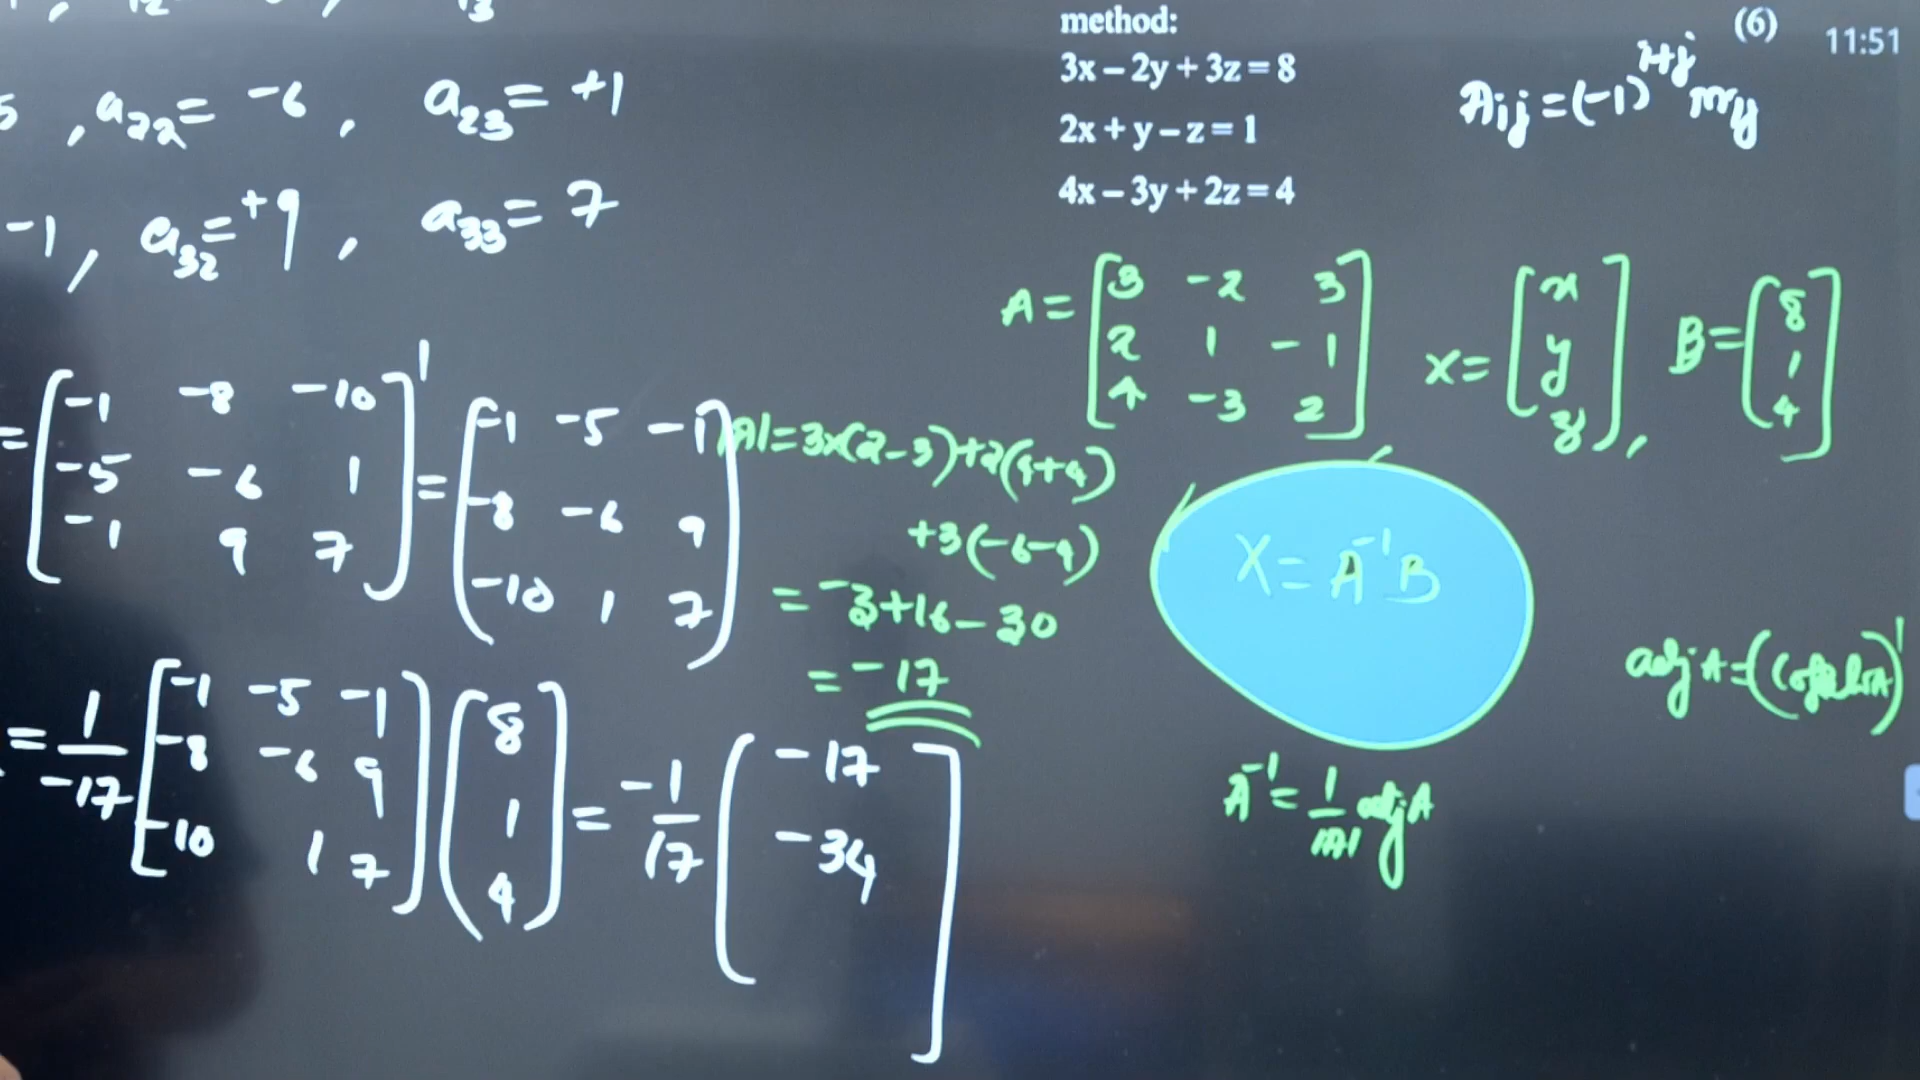 method:
(6)
11:51
3x – 2y + 3z = 8
2x + y – z = 1
4x – 3y + 2z = 4
Aij = (-1)^i+j mij
5 , a22 = -6 , a23 = +1
-1 , a32 = +9 , a33 = 7
A = [3 -2 3
2 1 -1
4 -3 2]
X = [x
y
z] ,
B = [8
1
4]
= [-1 -8 -10
-5 -6 1
-1 9 7]' = [-1 -5 -1
-8 -6 9
-10 1 7]
|A| = 3x(2-3)+2(4+4)
+3(-6-4)
= -3+16-30
= -17
X = A^-1 B
adj A = ( )'
A^-1 = 1/|A| adj A
= 1/-17 [-1 -5 -1
-8 -6 9
-10 1 7] (8
1
4) = -1/17 [-17
-34]